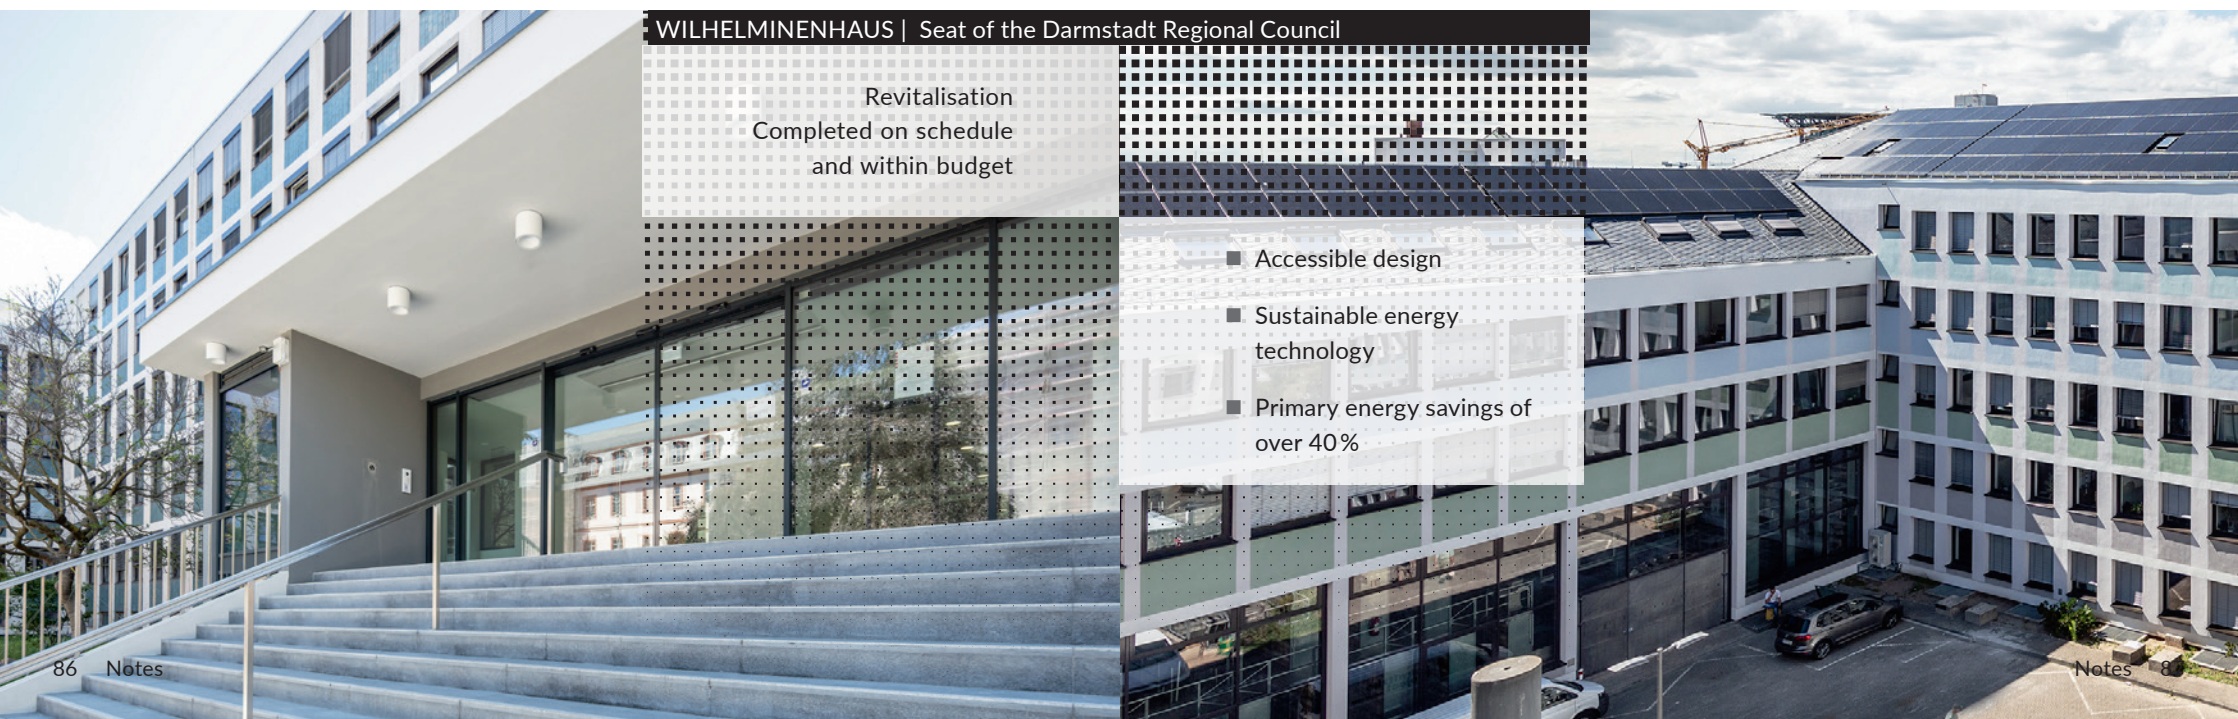 WILHELMINENHAUS | Seat of the Darmstadt Regional Council
Revitalisation
Completed on schedule
and within budget
■ Accessible design
■ Sustainable energy
technology
■ Primary energy savings of
over 40 %
86 Notes
Notes